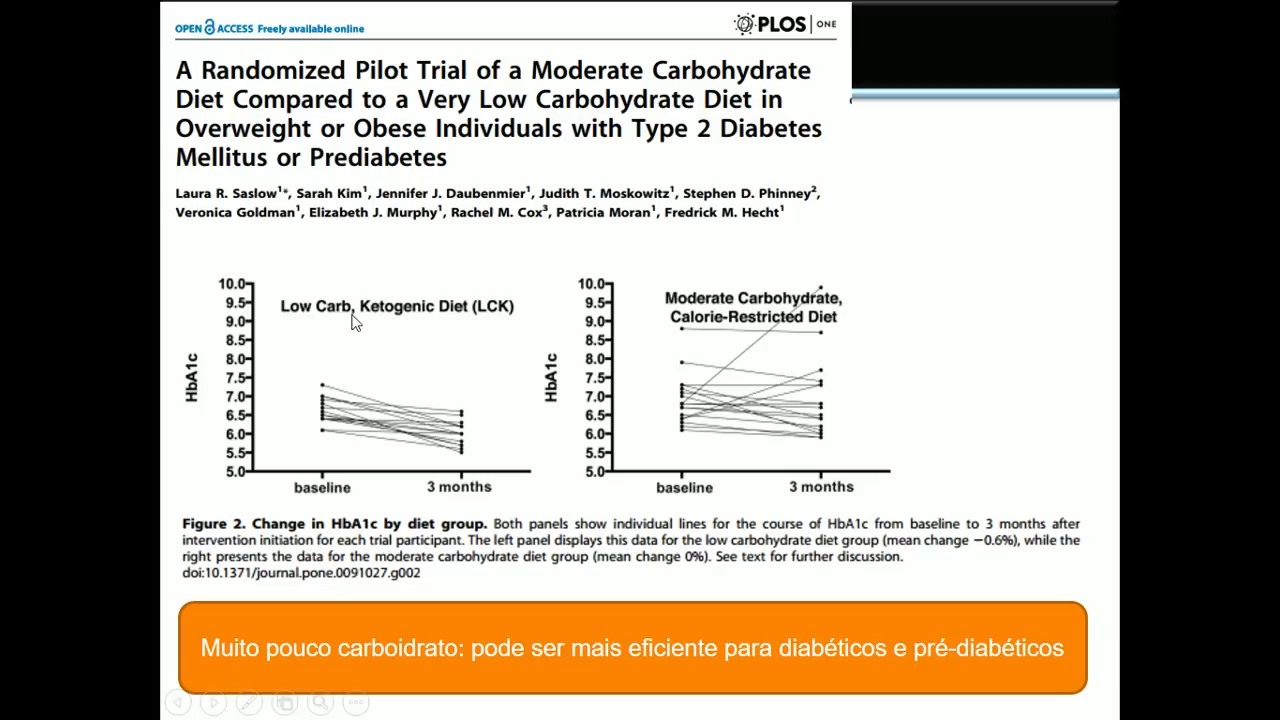 OPEN ACCESS Freely available online
PLOS | ONE
A Randomized Pilot Trial of a Moderate Carbohydrate
Diet Compared to a Very Low Carbohydrate Diet in
Overweight or Obese Individuals with Type 2 Diabetes
Mellitus or Prediabetes
Laura R. Saslow1*, Sarah Kim1, Jennifer J. Daubenmier1, Judith T. Moskowitz1, Stephen D. Phinney2,
Veronica Goldman1, Elizabeth J. Murphy1, Rachel M. Cox3, Patricia Moran1, Fredrick M. Hecht1
Low Carb, Ketogenic Diet (LCK)
HbA1c
10.0
9.5
9.0
8.5
8.0
7.5
7.0
6.5
6.0
5.5
5.0
baseline 3 months
Moderate Carbohydrate,
Calorie-Restricted Diet
HbA1c
10.0
9.5
9.0
8.5
8.0
7.5
7.0
6.5
6.0
5.5
5.0
baseline 3 months
Figure 2. Change in HbA1c by diet group. Both panels show individual lines for the course of HbA1c from baseline to 3 months after
intervention initiation for each trial participant. The left panel displays this data for the low carbohydrate diet group (mean change −0.6%), while the
right presents the data for the moderate carbohydrate diet group (mean change 0%). See text for further discussion.
doi:10.1371/journal.pone.0091027.g002
Muito pouco carboidrato: pode ser mais eficiente para diabéticos e pré-diabéticos